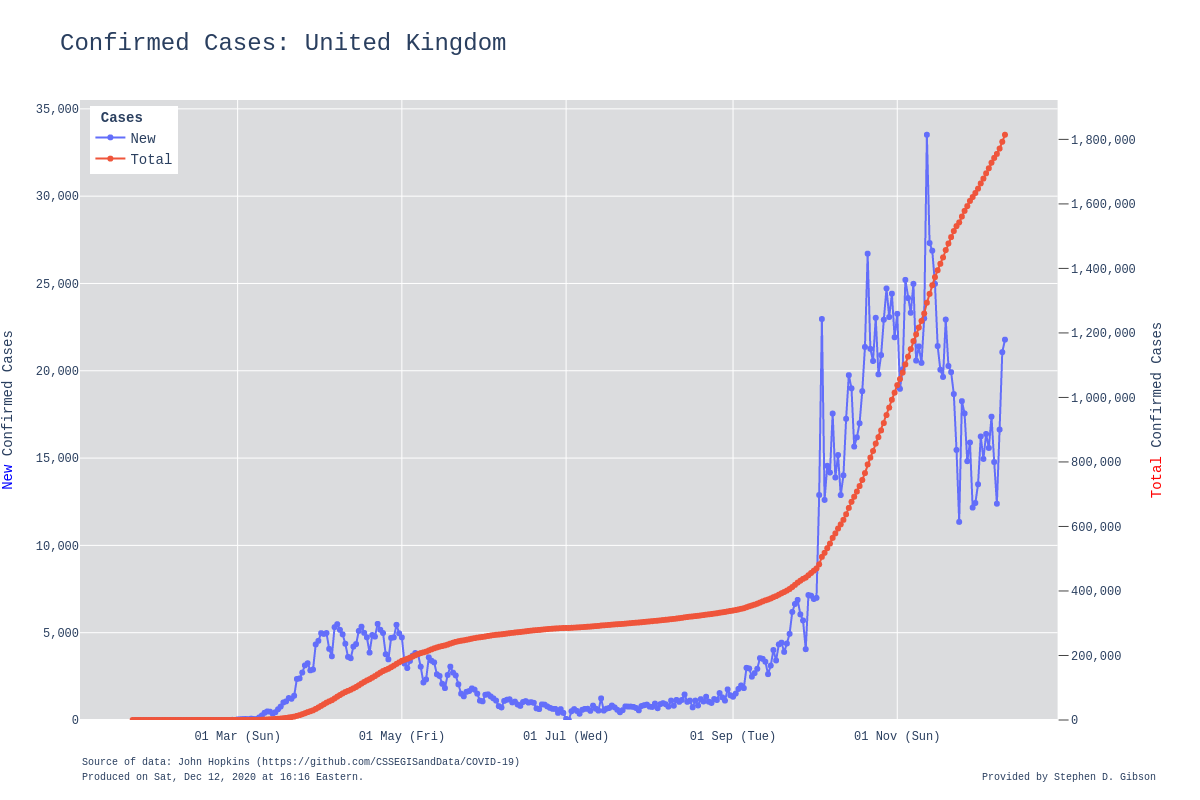 Confirmed Cases: United Kingdom
Cases
New
Total
35,000
30,000
25,000
20,000
15,000
10,000
5,000
0
New Confirmed Cases
1,800,000
1,600,000
1,400,000
1,200,000
1,000,000
800,000
600,000
400,000
200,000
0
Total Confirmed Cases
01 Mar (Sun)
01 May (Fri)
01 Jul (Wed)
01 Sep (Tue)
01 Nov (Sun)
Source of data: John Hopkins (https://github.com/CSSEGISandData/COVID-19)
Produced on Sat, Dec 12, 2020 at 16:16 Eastern.
Provided by Stephen D. Gibson